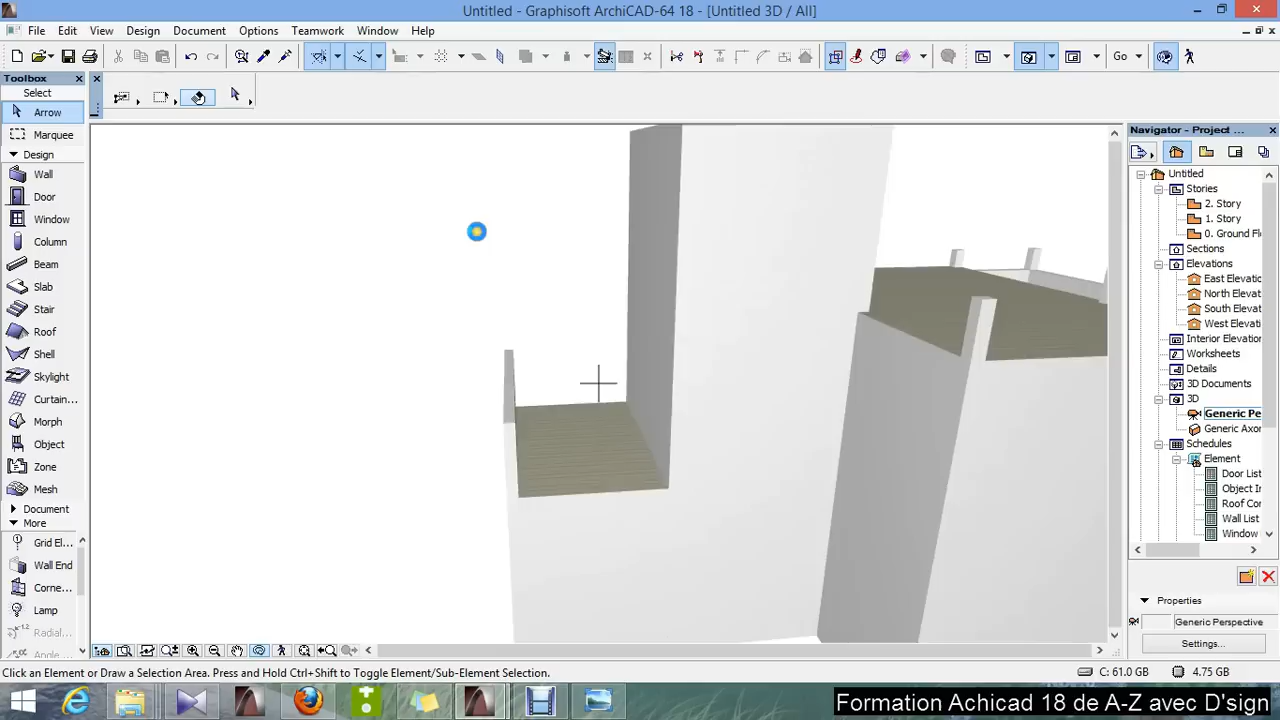 Untitled - Graphisoft ArchiCAD-64 18 - [Untitled 3D / All]
File Edit View Design Document Options Teamwork Window Help
Go
Toolbox
Select
Arrow
Marquee
Design
Wall
Door
Window
Column
Beam
Slab
Stair
Roof
Shell
Skylight
Curtain...
Morph
Object
Zone
Mesh
Document
More
Grid El...
Wall End
Corne...
Lamp
Radial...
Navigator - Project ...
Untitled
Stories
2. Story
1. Story
0. Ground Fl
Sections
Elevations
East Elevat
North Elevat
South Elevat
West Elevati
Interior Elevation
Worksheets
Details
3D Documents
3D
Generic Pe
Generic Axon
Schedules
Element
Door List
Object In
Roof Con
Wall List
Window
Properties
Generic Perspective
Settings...
Click an Element or Draw a Selection Area. Press and Hold Ctrl+Shift to Toggle Element/Sub-Element Selection.
C: 61.0 GB
4.75 GB
Formation Achicad 18 de A-Z avec D'sign